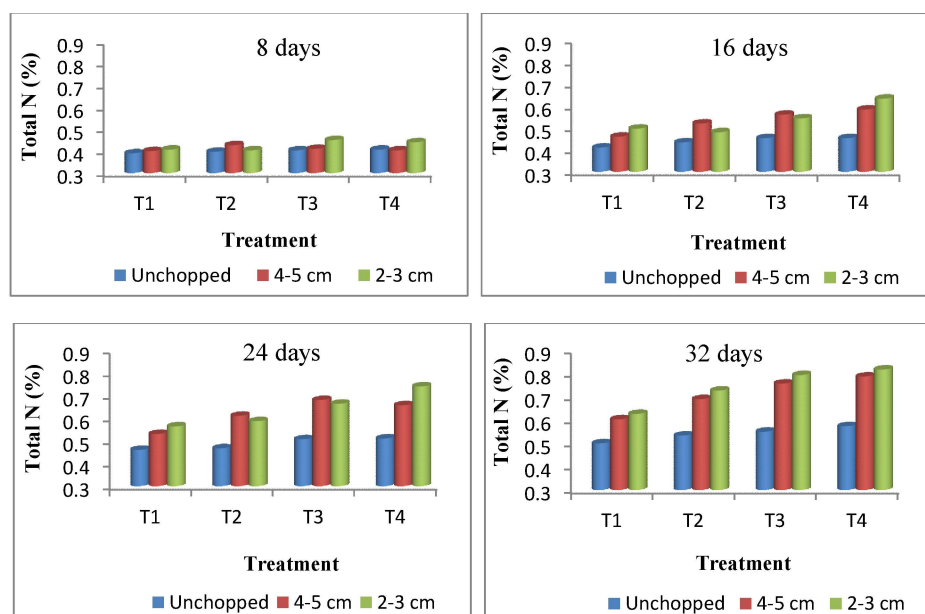 8 days
Total N (%)
0.9
0.8
0.7
0.6
0.5
0.4
0.3
T1 T2 T3 T4
Treatment
Unchopped 4-5 cm 2-3 cm
16 days
Total N (%)
0.9
0.8
0.7
0.6
0.5
0.4
0.3
T1 T2 T3 T4
Treatment
Unchopped 4-5 cm 2-3 cm
24 days
Total N (%)
0.9
0.8
0.7
0.6
0.5
0.4
0.3
T1 T2 T3 T4
Treatment
Unchopped 4-5 cm 2-3 cm
32 days
Total N (%)
0.9
0.8
0.7
0.6
0.5
0.4
0.3
T1 T2 T3 T4
Treatment
Unchopped 4-5 cm 2-3 cm